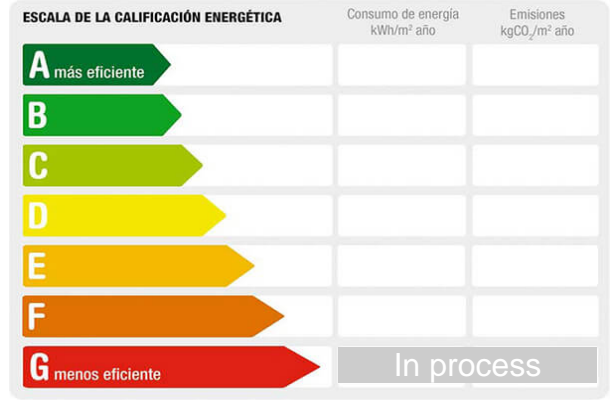 ESCALA DE LA CALIFICACIÓN ENERGÉTICA
Consumo de energía
kWh/m² año
Emisiones
kgCO₂/m² año
A más eficiente
B
C
D
E
F
G menos eficiente
In process